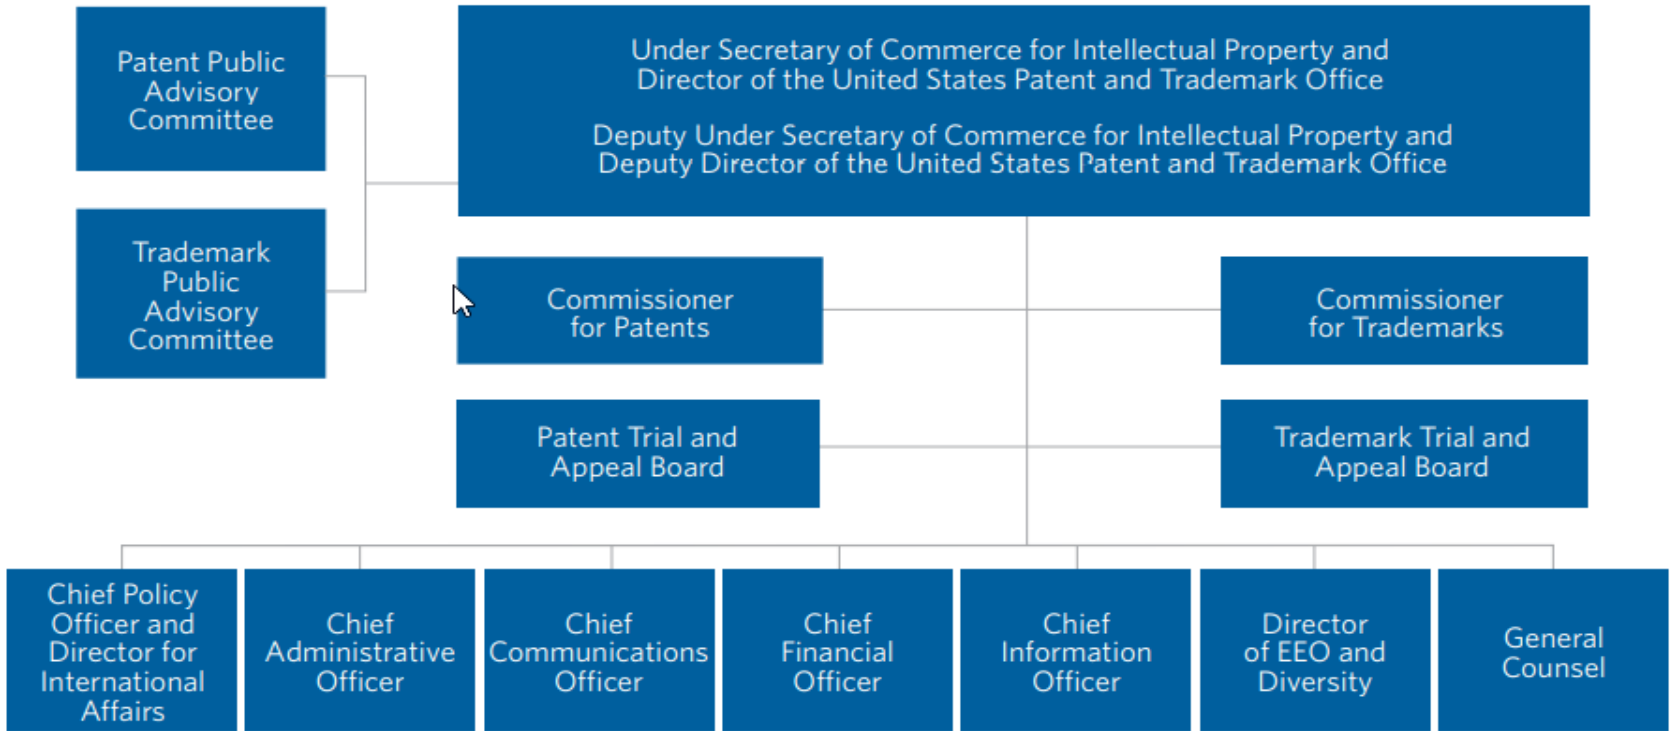 Patent Public
Advisory
Committee
Under Secretary of Commerce for Intellectual Property and
Director of the United States Patent and Trademark Office
Deputy Under Secretary of Commerce for Intellectual Property and
Deputy Director of the United States Patent and Trademark Office
Trademark
Public
Advisory
Committee
Commissioner
for Patents
Commissioner
for Trademarks
Patent Trial and
Appeal Board
Trademark Trial and
Appeal Board
Chief Policy
Officer and
Director for
International
Affairs
Chief
Administrative
Officer
Chief
Communications
Officer
Chief
Financial
Officer
Chief
Information
Officer
Director
of EEO and
Diversity
General
Counsel